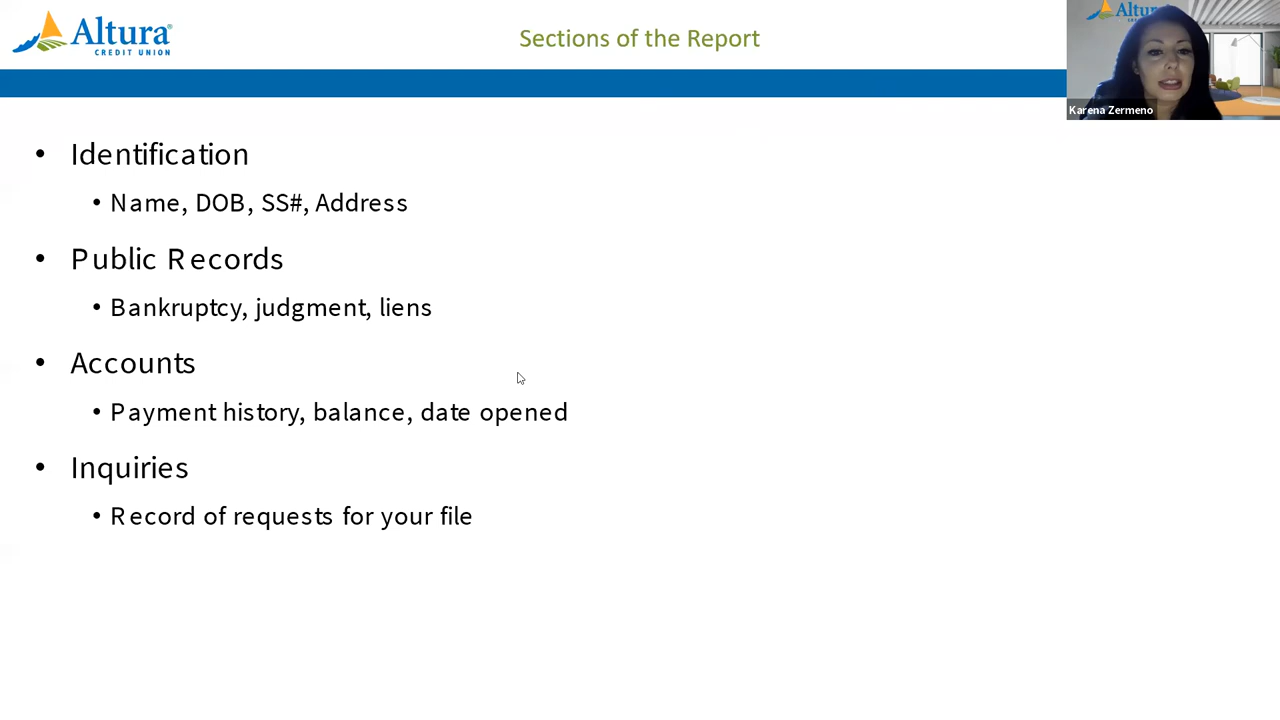 Altura
CREDIT UNION
Sections of the Report
Altur
Karena Zermeno
• Identification
• Name, DOB, SS#, Address
• Public Records
• Bankruptcy, judgment, liens
• Accounts
• Payment history, balance, date opened
• Inquiries
• Record of requests for your file